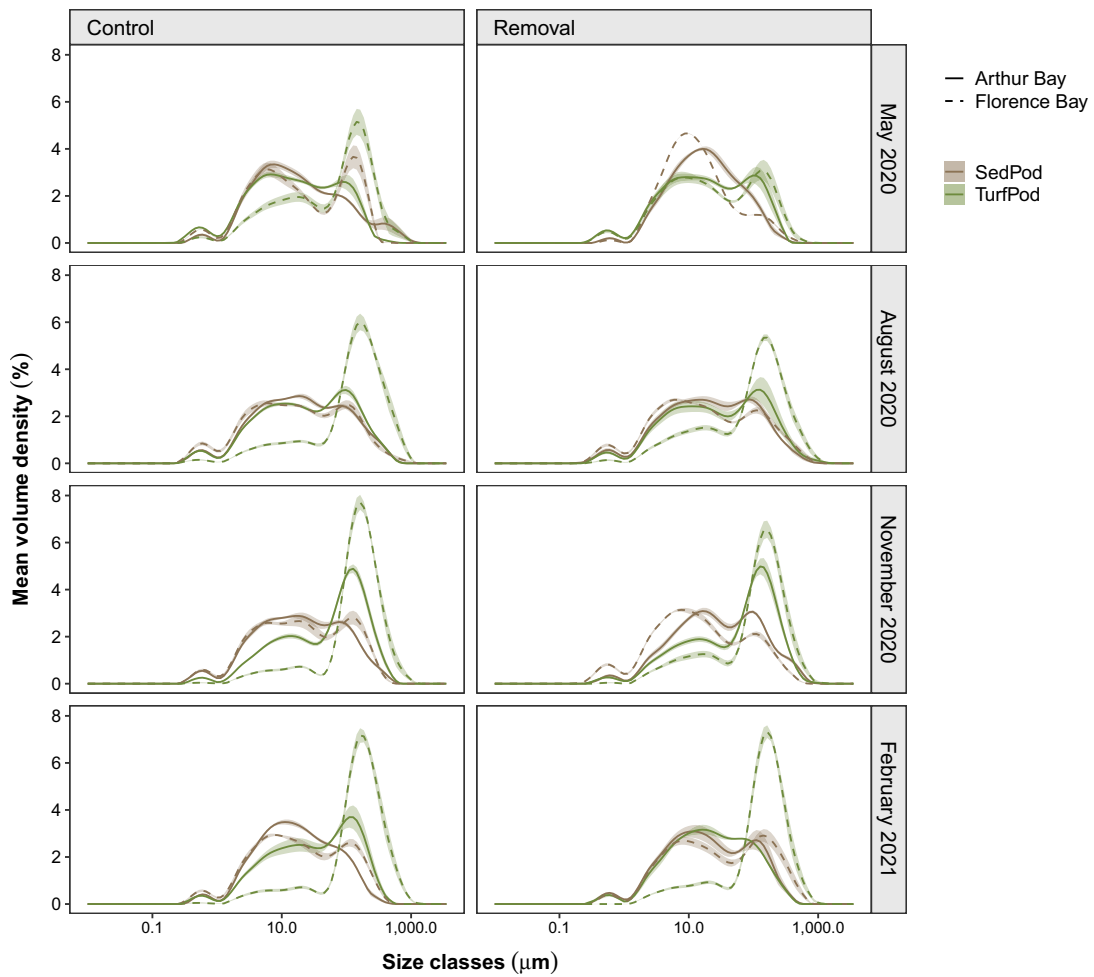 Control
Removal
8
6
4
2
0
May 2020
Arthur Bay
Florence Bay
SedPod
TurfPod
8
6
4
2
0
August 2020
Mean volume density (%)
8
6
4
2
0
November 2020
8
6
4
2
0
February 2021
0.1 10.0 1,000.0
0.1 10.0 1,000.0
Size classes (μm)